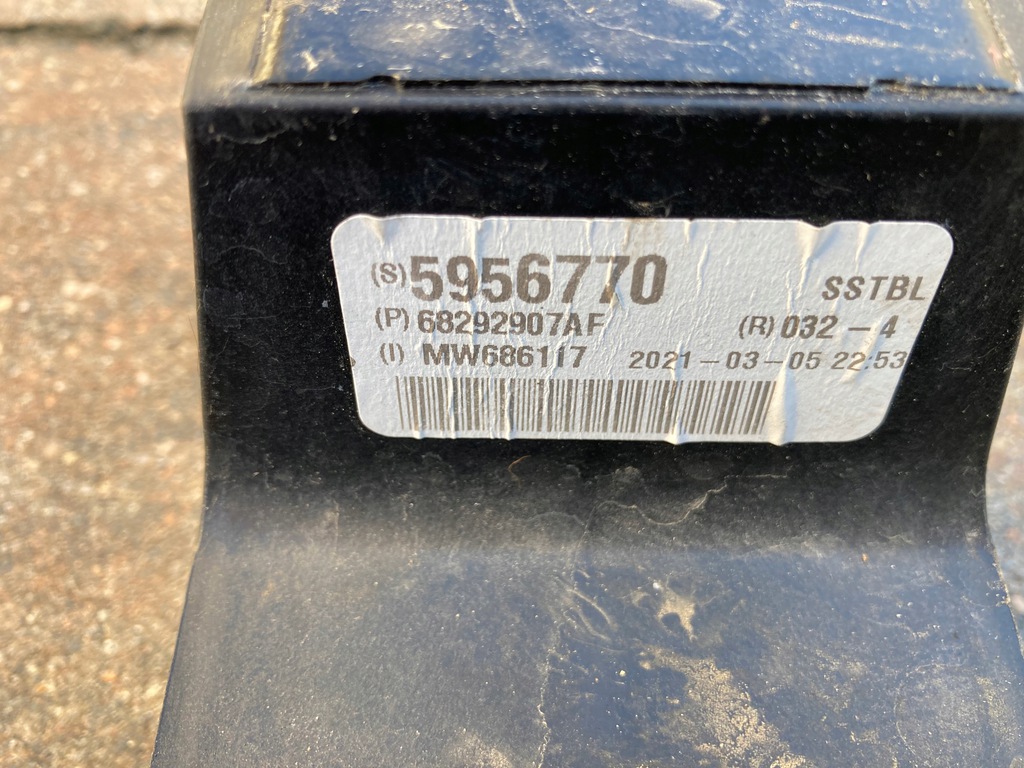 (S)5956770 SSTBL
(P) 68292907AF (R) 032 – 4
(I) MW686117 2021 – 03 – 05 22:53